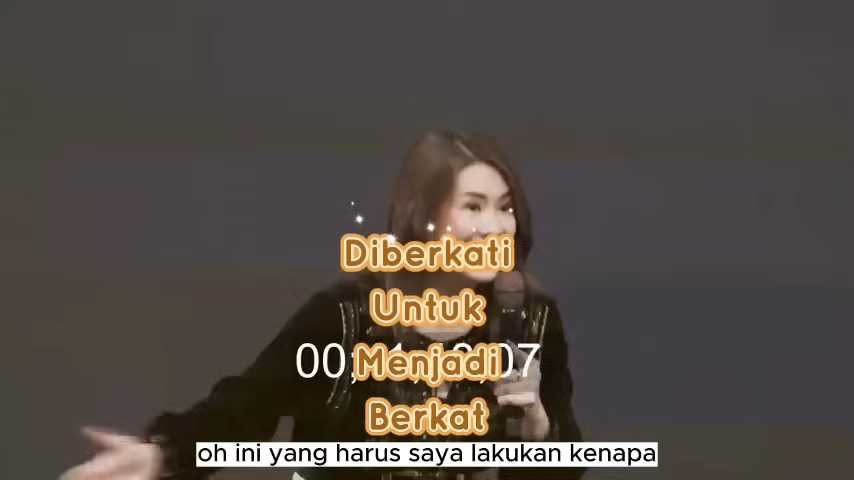 Diberkati
Untuk
Menjadi
Berkat
oh ini yang harus saya lakukan kenapa